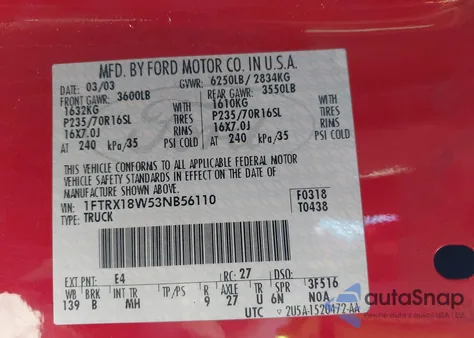 MFD. BY FORD MOTOR CO. IN U.S.A.
DATE: 03/03 GVWR: 6250LB/ 2834KG
FRONT GAWR: 3600LB REAR GAWR: 3550LB
1632KG WITH 1610KG WITH
P235/70R16SL TIRES P235/70R16SL TIRES
16X7.0J RIMS 16X7.0J RIMS
AT 240 kPa/35 PSI COLD AT 240 kPa/35 PSI COLD
THIS VEHICLE CONFORMS TO ALL APPLICABLE FEDERAL MOTOR
VEHICLE SAFETY STANDARDS IN EFFECT ON THE DATE OF
MANUFACTURE SHOWN ABOVE.
VIN: 1FTRX18W53NB56110 F0318
TYPE: TRUCK T0438
EXT PNT: E4 RC: 27 DSO:
WB BRK INT TR TP/PS R AXLE TR SPR 3F516
139 B MH 9 27 U 6N N0A
UTC 2U5A-1520472-AA
autoSnap